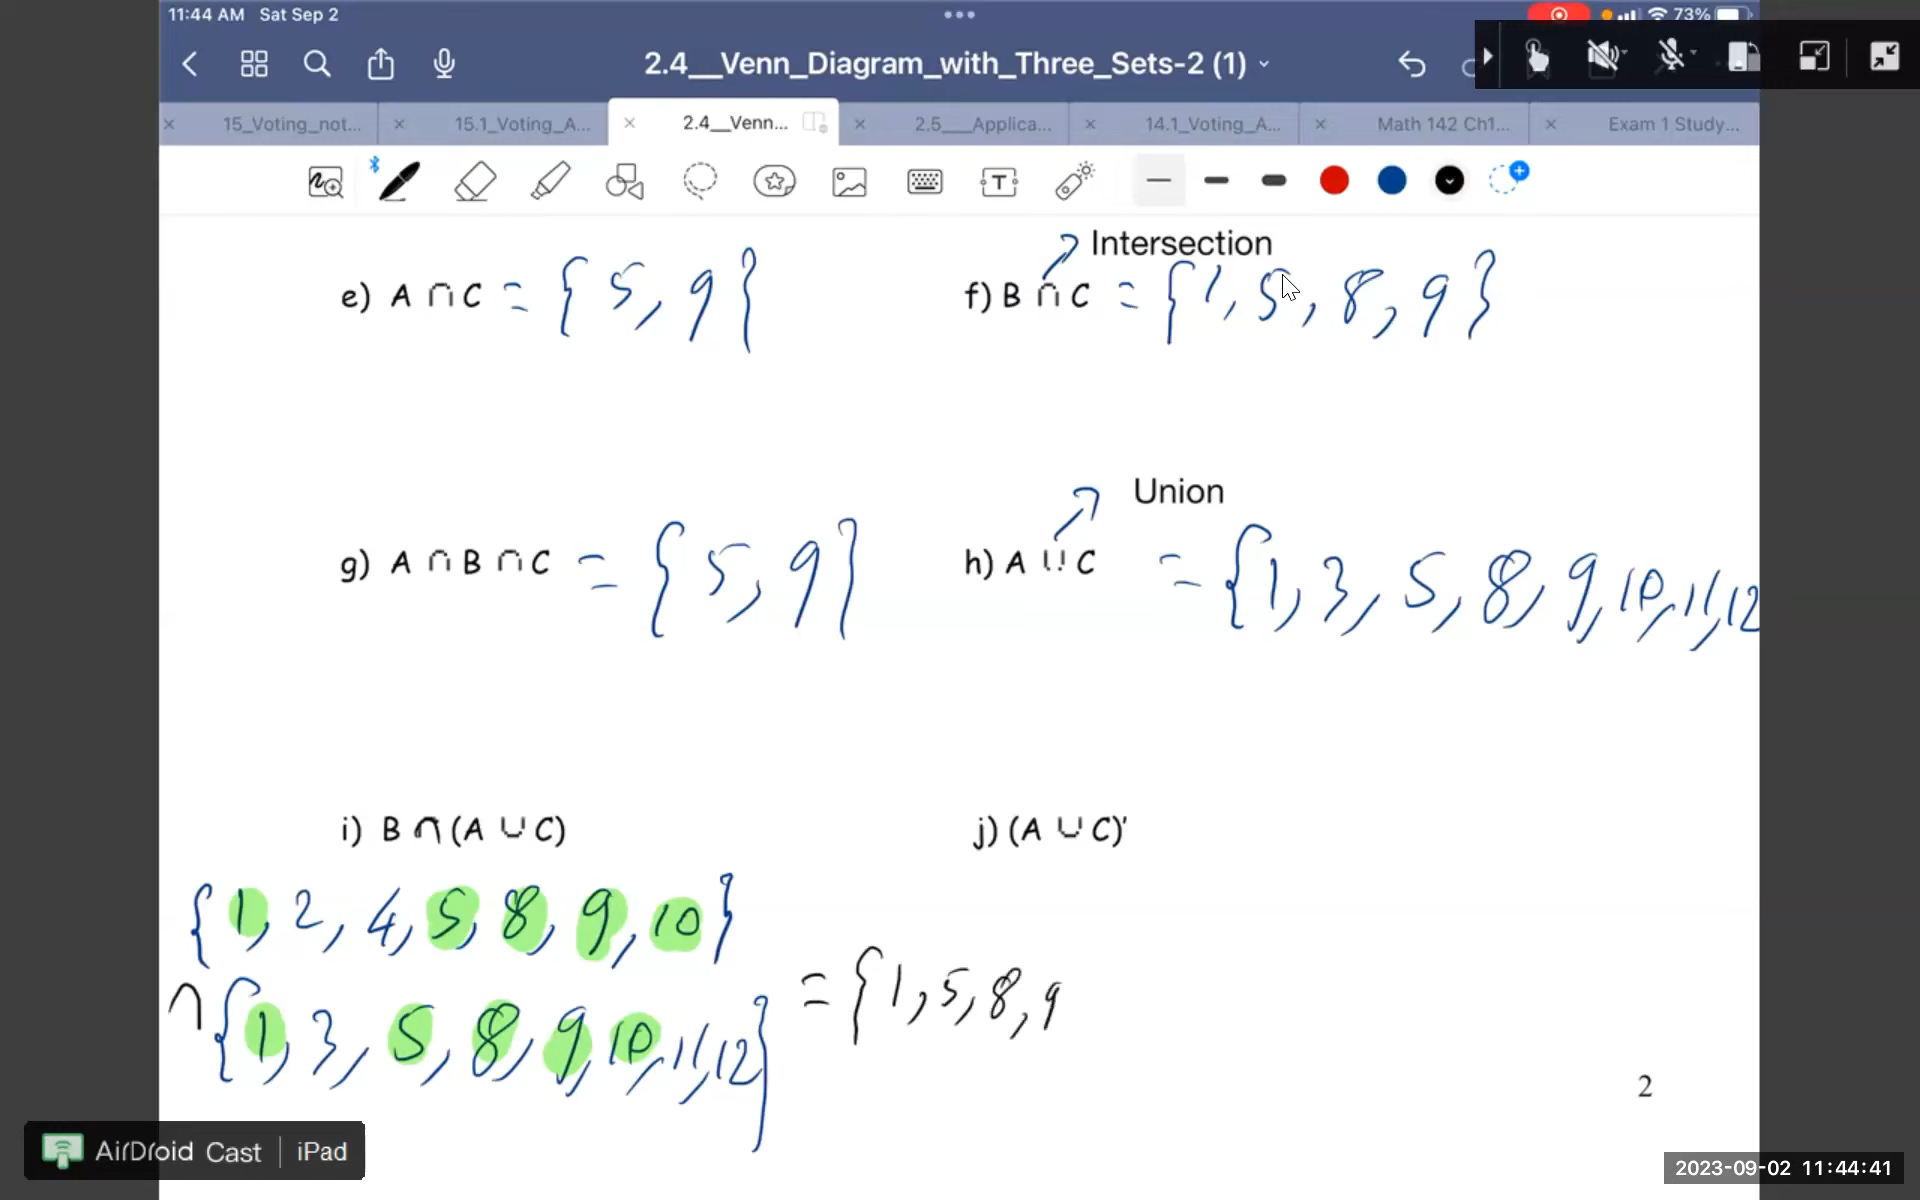 11:44 AM Sat Sep 2
73%
2.4__Venn_Diagram_with_Three_Sets-2 (1)
15_Voting_not... 15.1_Voting_A... 2.4__Venn... 2.5___Applica... 14.1_Voting_A... Math 142 Ch1... Exam 1 Study...
T
Intersection
e) A ∩ C = {5, 9}
f) B ∩ C = {1, 5, 8, 9}
Union
g) A ∩ B ∩ C = {5, 9}
h) A ∪ C = {1, 3, 5, 8, 9, 10, 11, 12
i) B ∩ (A ∪ C)
j) (A ∪ C)'
{1, 2, 4, 5, 8, 9, 10}
∩ {1, 3, 5, 8, 9, 10, 11, 12}
= {1, 5, 8, 9
2
AirDroid Cast | iPad
2023-09-02 11:44:41